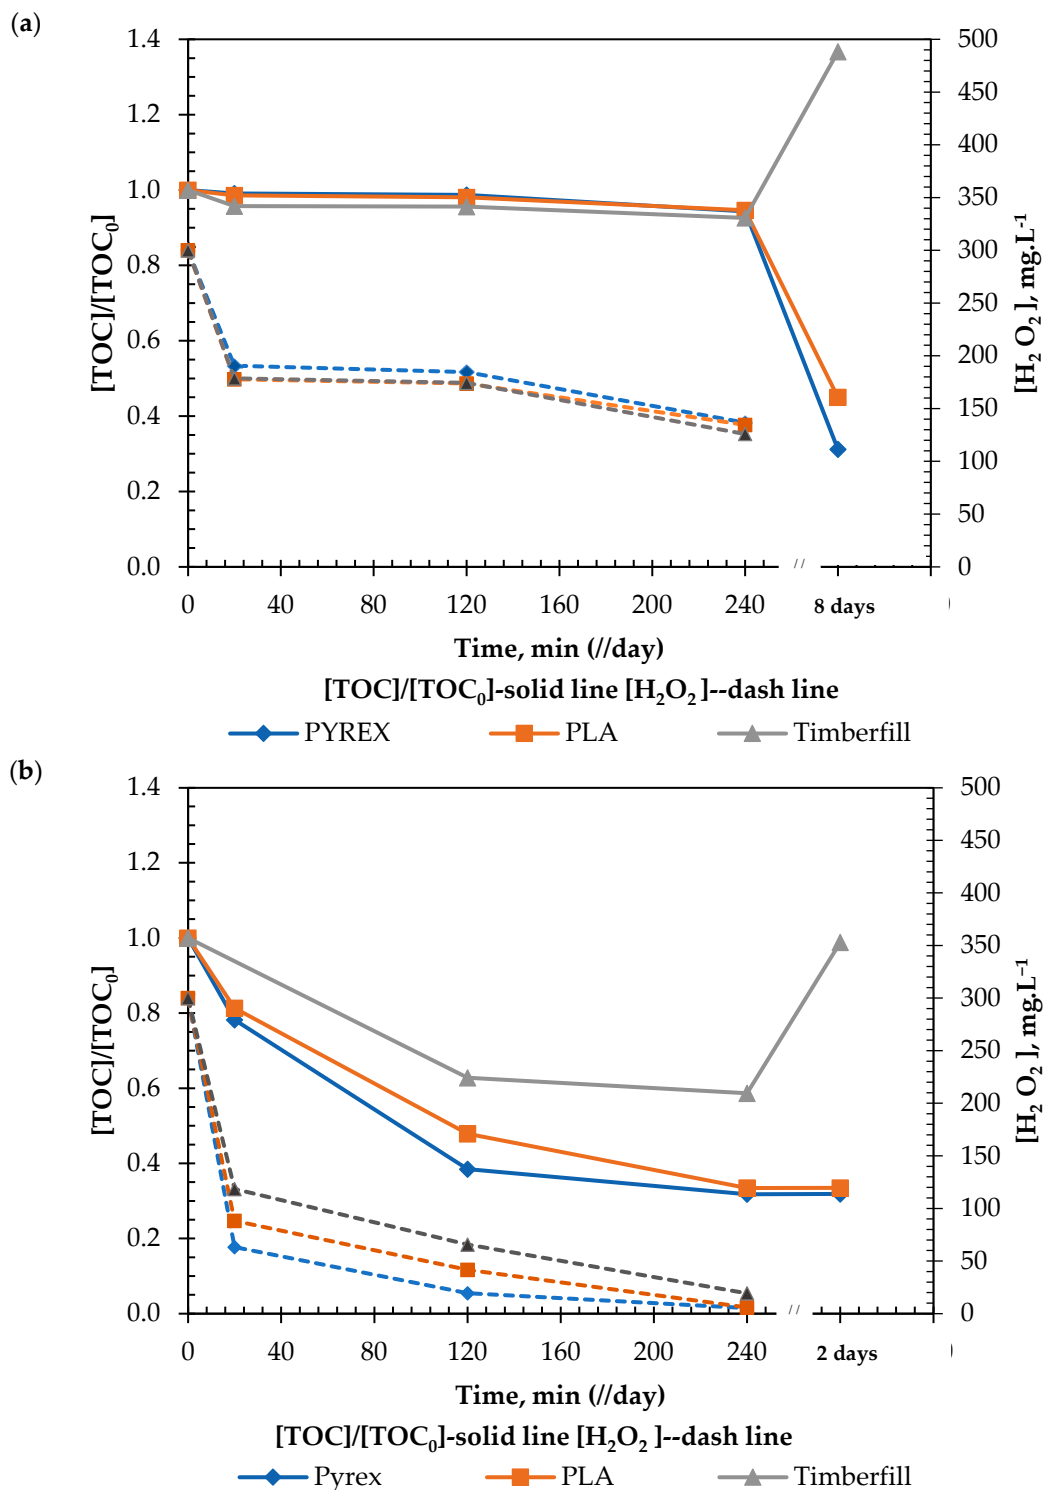 (a)
1.4
1.2
1.0
0.8
0.6
0.4
0.2
0.0
[TOC]/[TOC₀]
500
450
400
350
300
250
200
150
100
50
0
[H₂ O₂ ], mg.L⁻¹
0 40 80 120 160 200 240 // 8 days
Time, min (//day)
[TOC]/[TOC₀]-solid line [H₂O₂ ]--dash line
PYREX PLA Timberfill
(b)
1.4
1.2
1.0
0.8
0.6
0.4
0.2
0.0
[TOC]/[TOC₀]
500
450
400
350
300
250
200
150
100
50
0
[H₂ O₂ ], mg.L⁻¹
0 40 80 120 160 200 240 // 2 days
Time, min (//day)
[TOC]/[TOC₀]-solid line [H₂O₂ ]--dash line
Pyrex PLA Timberfill